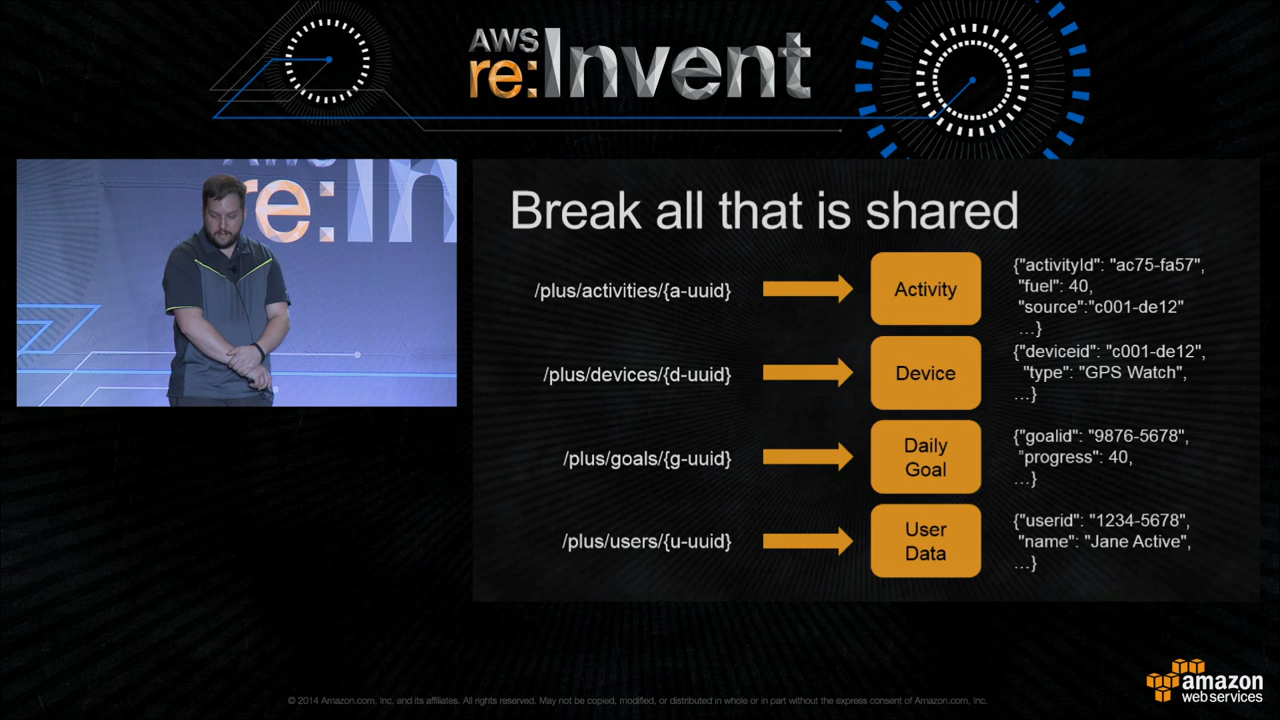 AWS
re:Invent
AWS
re:In
Break all that is shared
/plus/activities/{a-uuid}
Activity
{"activityId": "ac75-fa57",
"fuel": 40,
"source":"c001-de12"
...}
/plus/devices/{d-uuid}
Device
{"deviceid": "c001-de12",
"type": "GPS Watch",
...}
/plus/goals/{g-uuid}
Daily
Goal
{"goalid": "9876-5678",
"progress": 40,
...}
/plus/users/{u-uuid}
User
Data
{"userid": "1234-5678",
"name": "Jane Active",
...}
© 2014 Amazon.com, Inc. and its affiliates. All rights reserved. May not be copied, modified, or distributed in whole or in part without the express consent of Amazon.com, Inc.
amazon
web services